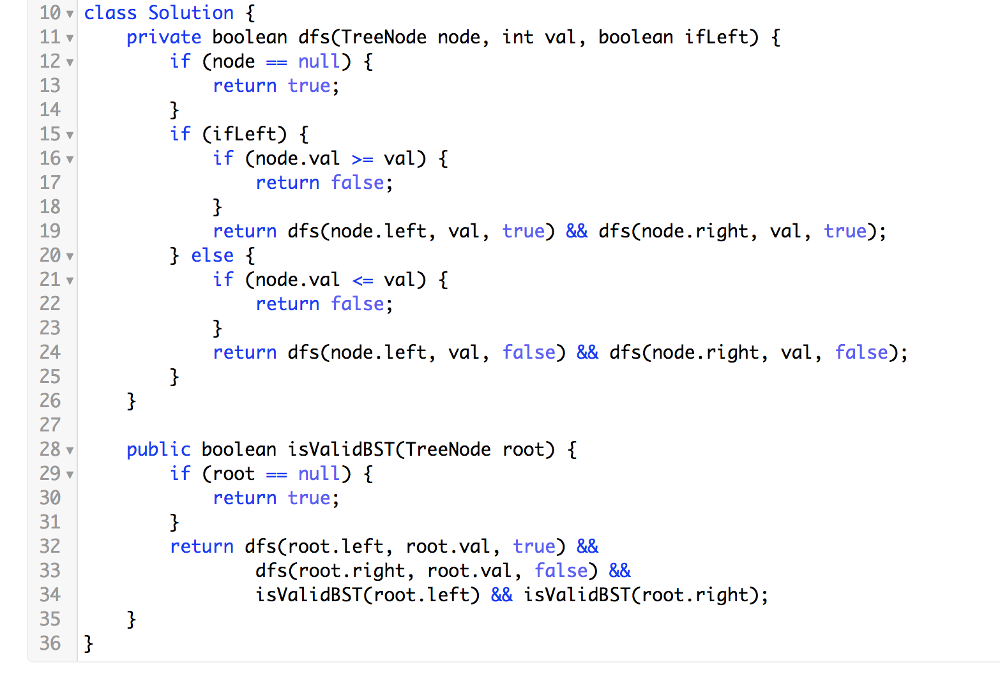 10 class Solution {
11     private boolean dfs(TreeNode node, int val, boolean ifLeft) {
12         if (node == null) {
13             return true;
14         }
15         if (ifLeft) {
16             if (node.val >= val) {
17                 return false;
18             }
19             return dfs(node.left, val, true) && dfs(node.right, val, true);
20         } else {
21             if (node.val <= val) {
22                 return false;
23             }
24             return dfs(node.left, val, false) && dfs(node.right, val, false);
25         }
26     }
27
28     public boolean isValidBST(TreeNode root) {
29         if (root == null) {
30             return true;
31         }
32         return dfs(root.left, root.val, true) &&
33                 dfs(root.right, root.val, false) &&
34                 isValidBST(root.left) && isValidBST(root.right);
35     }
36 }